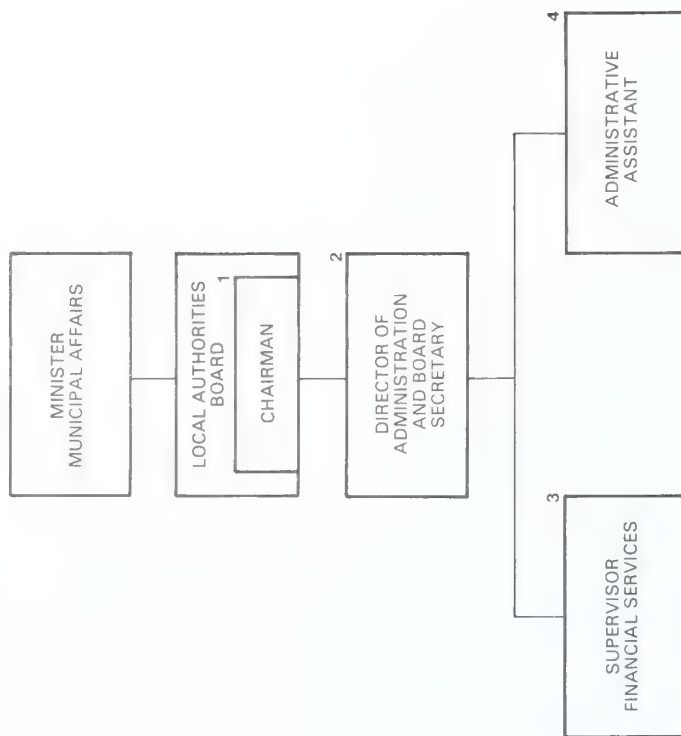 MINISTER
MUNICIPAL AFFAIRS
LOCAL AUTHORITIES
BOARD
1
CHAIRMAN
2
DIRECTOR OF
ADMINISTRATION
AND BOARD
SECRETARY
3
SUPERVISOR
FINANCIAL SERVICES
4
ADMINISTRATIVE
ASSISTANT